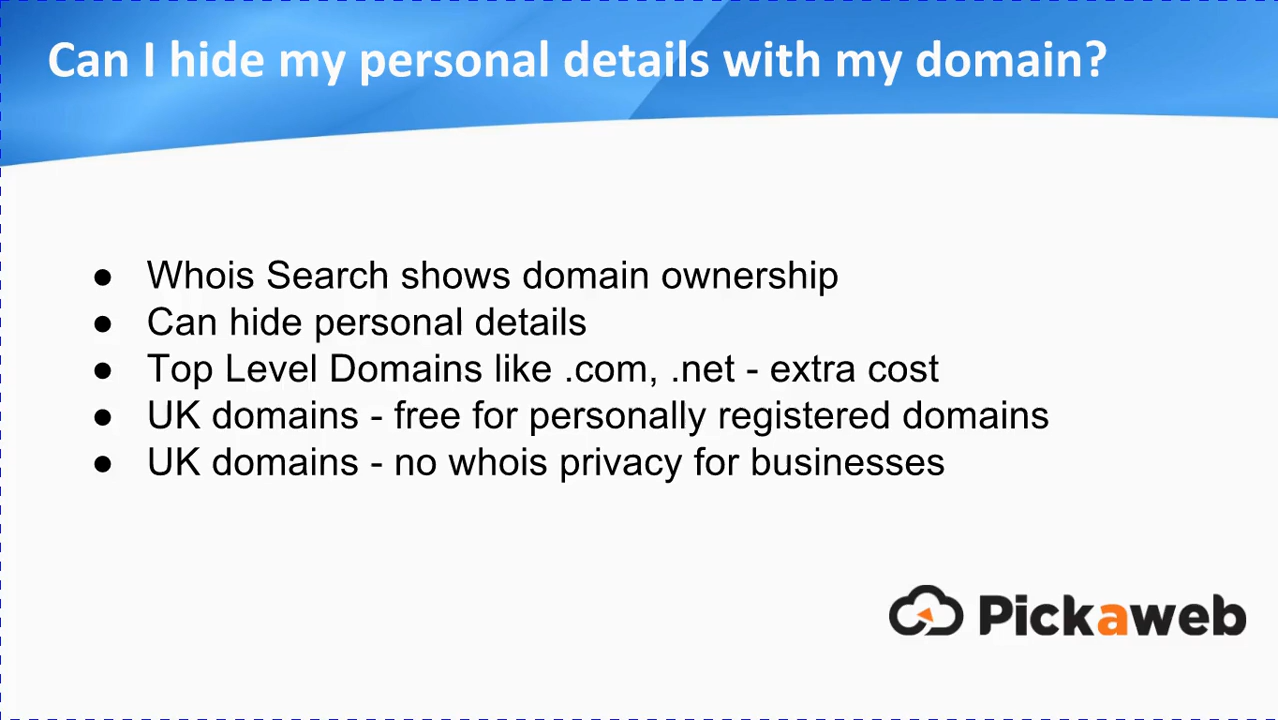 Can I hide my personal details with my domain?
● Whois Search shows domain ownership
● Can hide personal details
● Top Level Domains like .com, .net - extra cost
● UK domains - free for personally registered domains
● UK domains - no whois privacy for businesses
Pickaweb